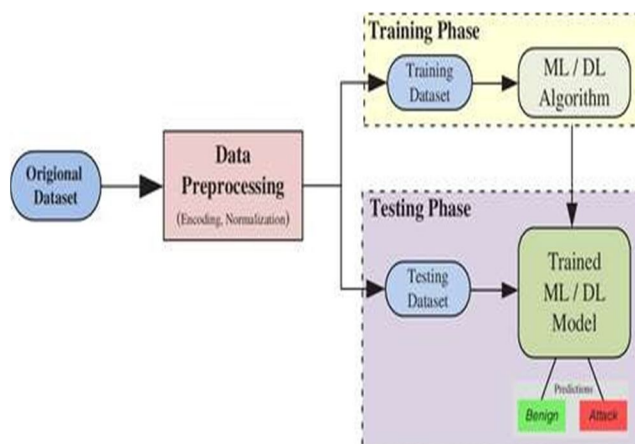 Training Phase
Training
Dataset
ML / DL
Algorithm
Origional
Dataset
Data
Preprocessing
(Encoding, Normalization)
Testing Phase
Testing
Dataset
Trained
ML / DL
Model
Predictions
Benign
Attack